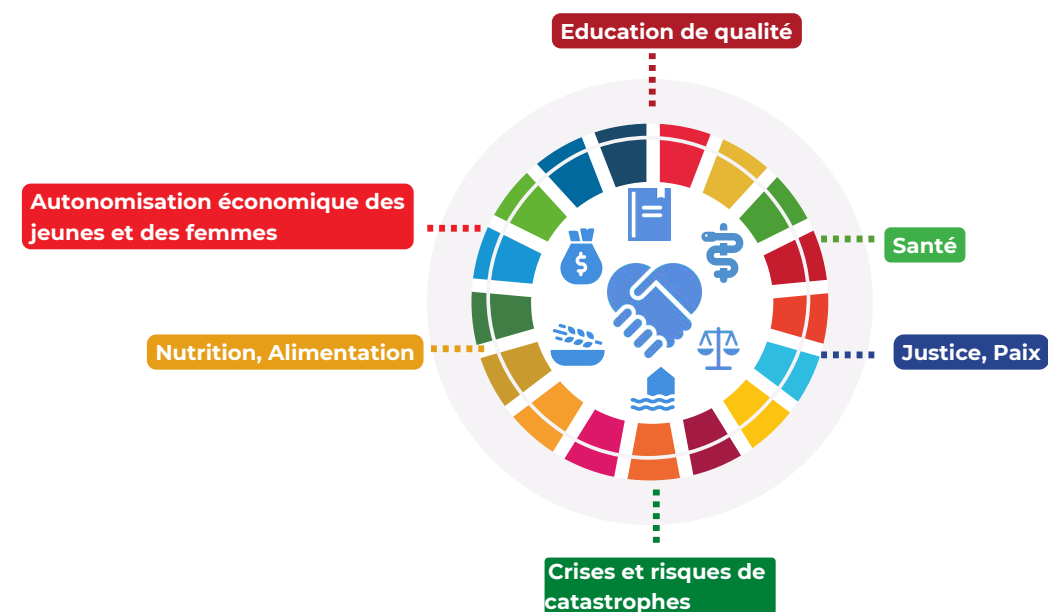 Education de qualité
Autonomisation économique des
jeunes et des femmes
Santé
$
Nutrition, Alimentation
Justice, Paix
Crises et risques de
catastrophes